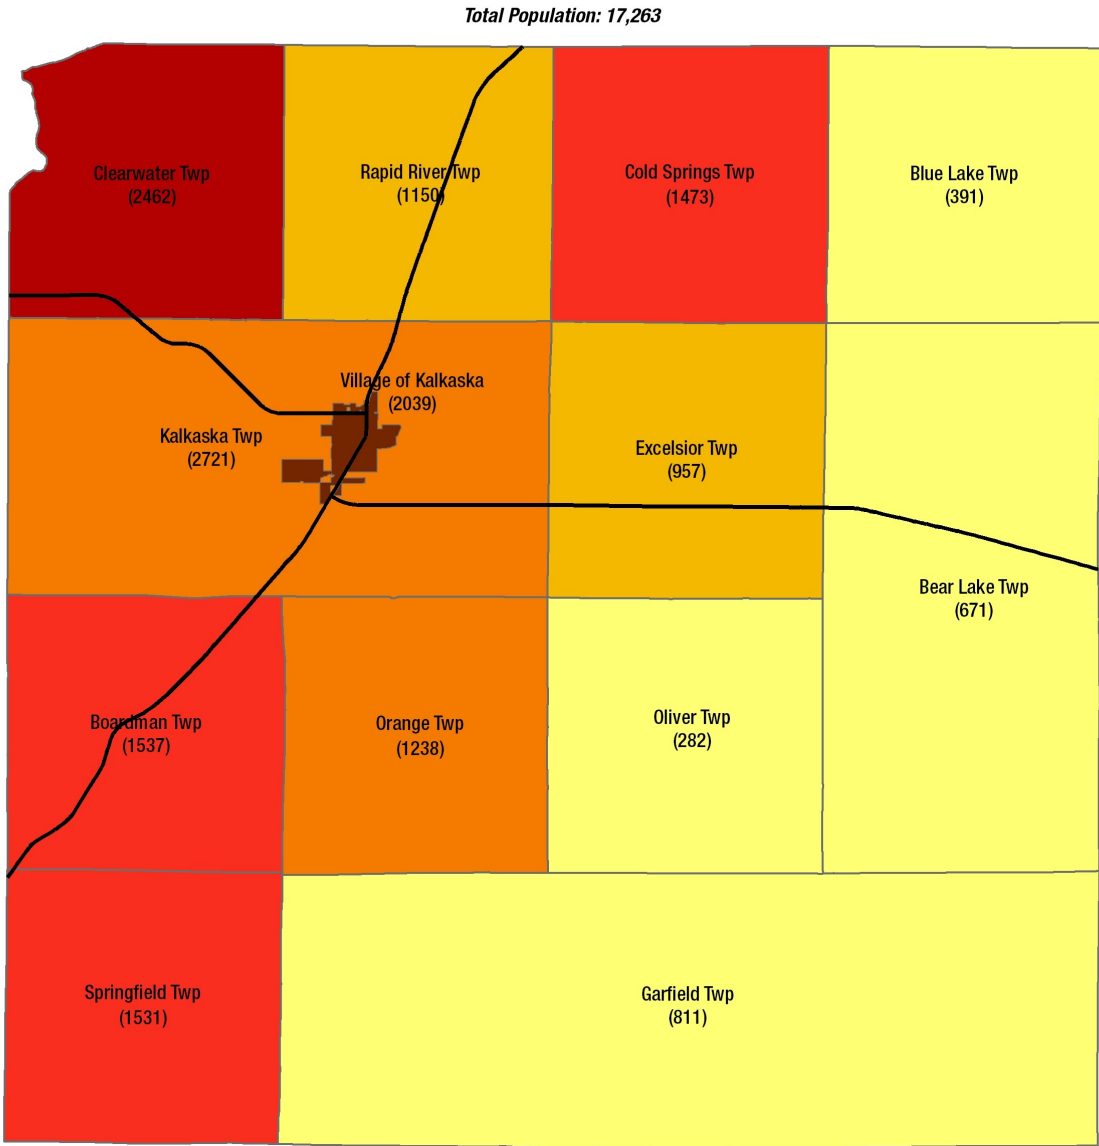 Total Population: 17,263
Clearwater Twp
(2462)
Rapid River Twp
(1150)
Cold Springs Twp
(1473)
Blue Lake Twp
(391)
Village of Kalkaska
(2039)
Kalkaska Twp
(2721)
Excelsior Twp
(957)
Bear Lake Twp
(671)
Boardman Twp
(1537)
Orange Twp
(1238)
Oliver Twp
(282)
Springfield Twp
(1531)
Garfield Twp
(811)